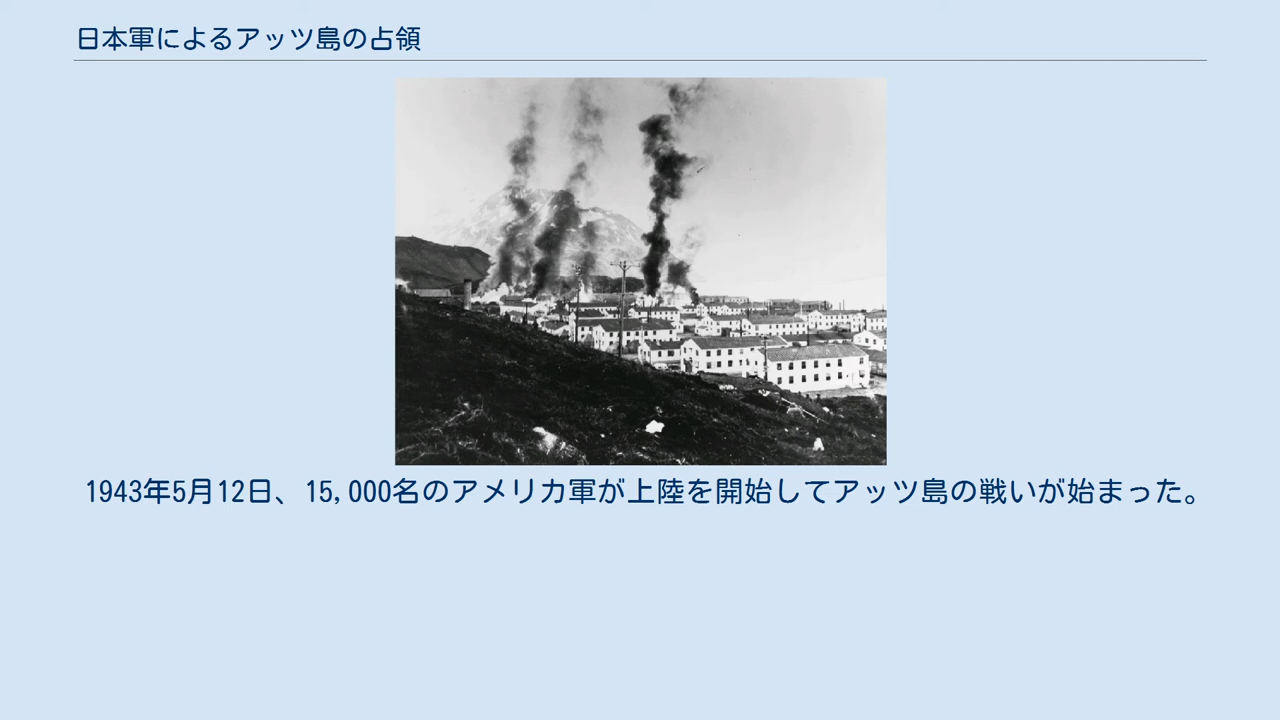 日本軍によるアッツ島の占領
1943年5月12日、15,000名のアメリカ軍が上陸を開始してアッツ島の戦いが始まった。